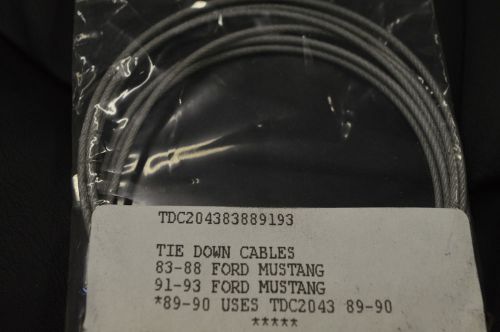 TDC204383889193
TIE DOWN CABLES
83-88 FORD MUSTANG
91-93 FORD MUSTANG
*89-90 USES TDC2043 89-90
*****